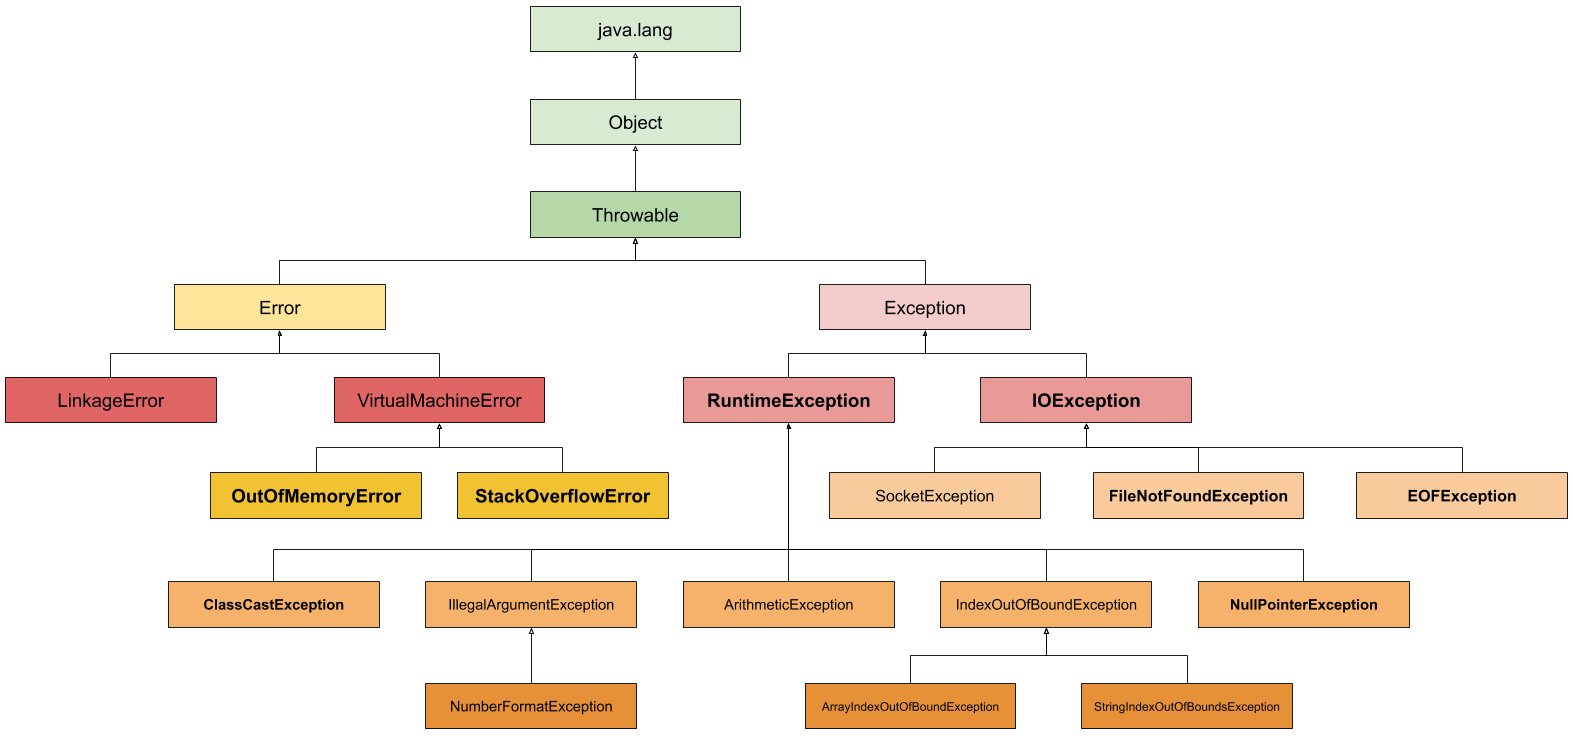 java.lang
Object
Throwable
Error
Exception
LinkageError
VirtualMachineError
RuntimeException
IOException
OutOfMemoryError
StackOverflowError
SocketException
FileNotFoundException
EOFException
ClassCastException
IllegalArgumentException
ArithmeticException
IndexOutOfBoundException
NullPointerException
NumberFormatException
ArrayIndexOutOfBoundException
StringIndexOutOfBoundsException